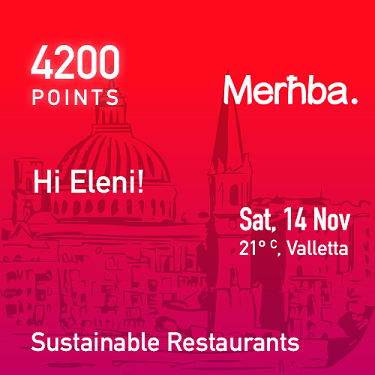 4200
POINTS
Merħba.
Hi Eleni!
Sat, 14 Nov
21° C, Valletta
Sustainable Restaurants